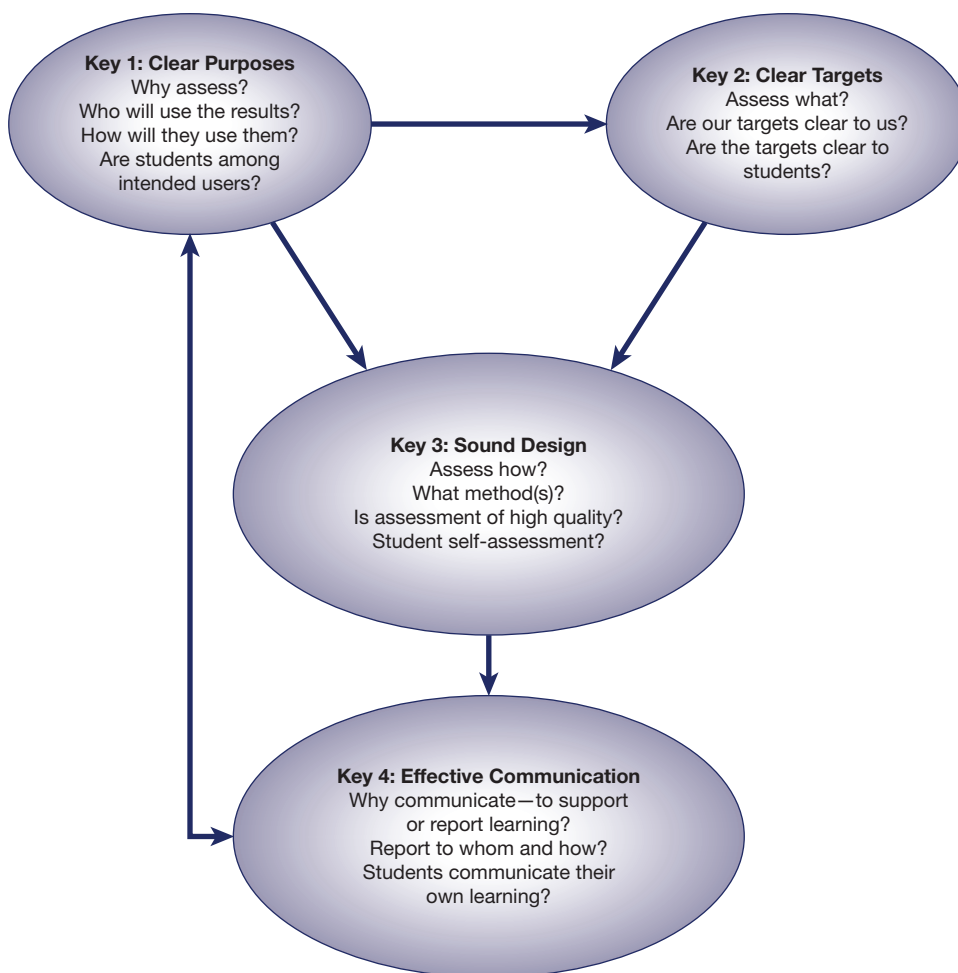 Key 1: Clear Purposes
Why assess?
Who will use the results?
How will they use them?
Are students among
intended users?
Key 2: Clear Targets
Assess what?
Are our targets clear to us?
Are the targets clear to
students?
Key 3: Sound Design
Assess how?
What method(s)?
Is assessment of high quality?
Student self-assessment?
Key 4: Effective Communication
Why communicate—to support
or report learning?
Report to whom and how?
Students communicate their
own learning?